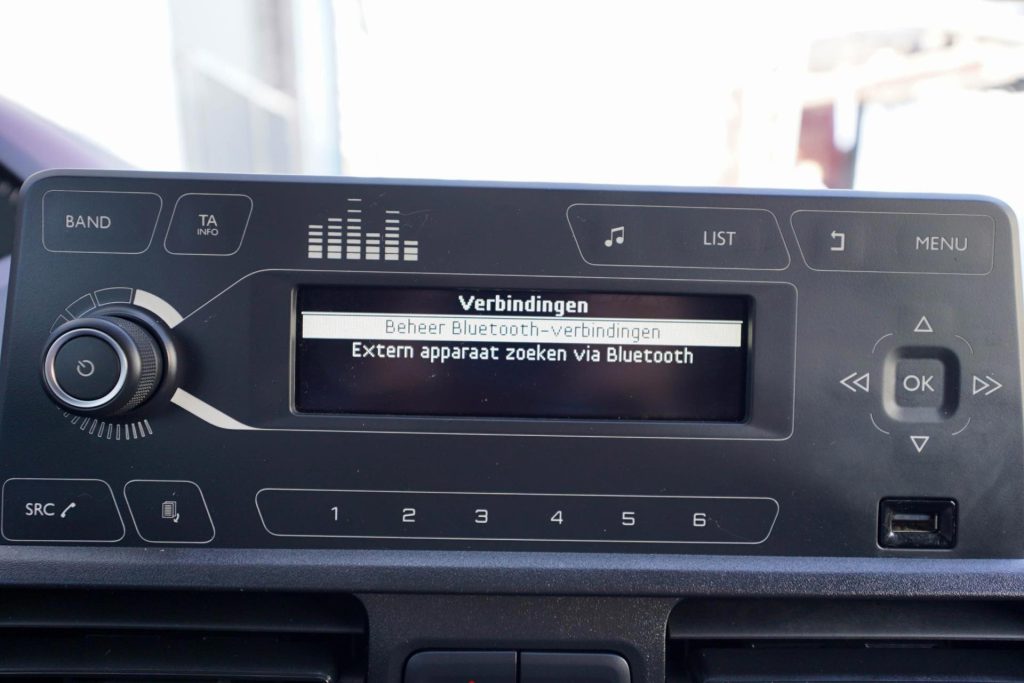 BAND
TA
INFO
LIST
MENU
Verbindingen
Beheer Bluetooth-verbindingen
Extern apparaat zoeken via Bluetooth
OK
SRC
1 2 3 4 5 6